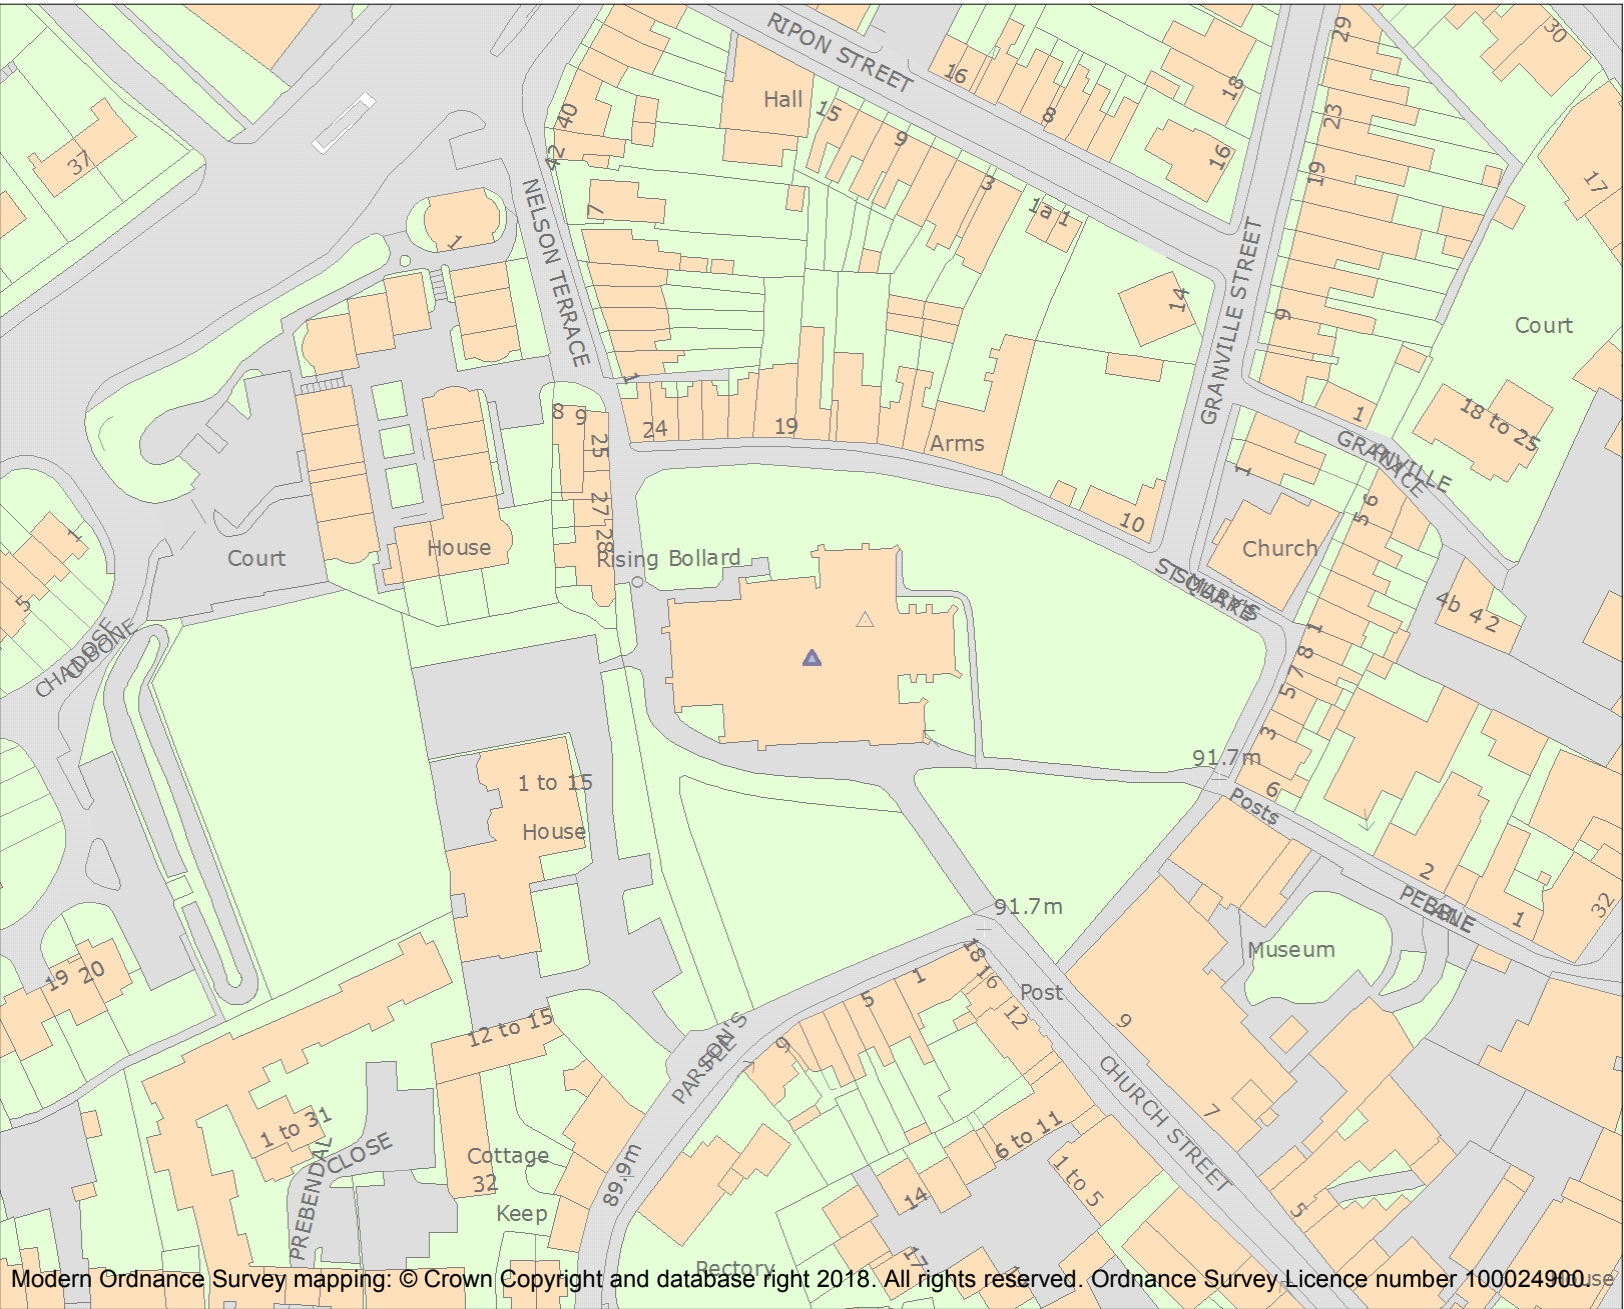 RIPON STREET
29
30
16
18
Hall
15
40
8
23
9
42
16
37
19
17
3
7
1a 1
NELSON TERRACE
GRANVILLE STREET
1
14
9
Court
1
8 9
24
19
1
18 to 25
25
Arms
1
27
10
6
5
1
28
House
Court
Rising Bollard
Church
5
4b 4 2
1
8
7
5
3
91.7m
1 to 15
6
Posts
House
2
1
32
91.7m
18
Museum
19 20
1
16
Post
5
12
12 to 15
9
9
PARSON'S
CHURCH STREET
7
1 to 31
6 to 11
PREBENDAL
CLOSE
Cottage
32
89.9m
1 to 5
14
5
Keep
17
Rectory
House
Modern Ordnance Survey mapping: © Crown Copyright and database right 2018. All rights reserved. Ordnance Survey Licence number 100024900.